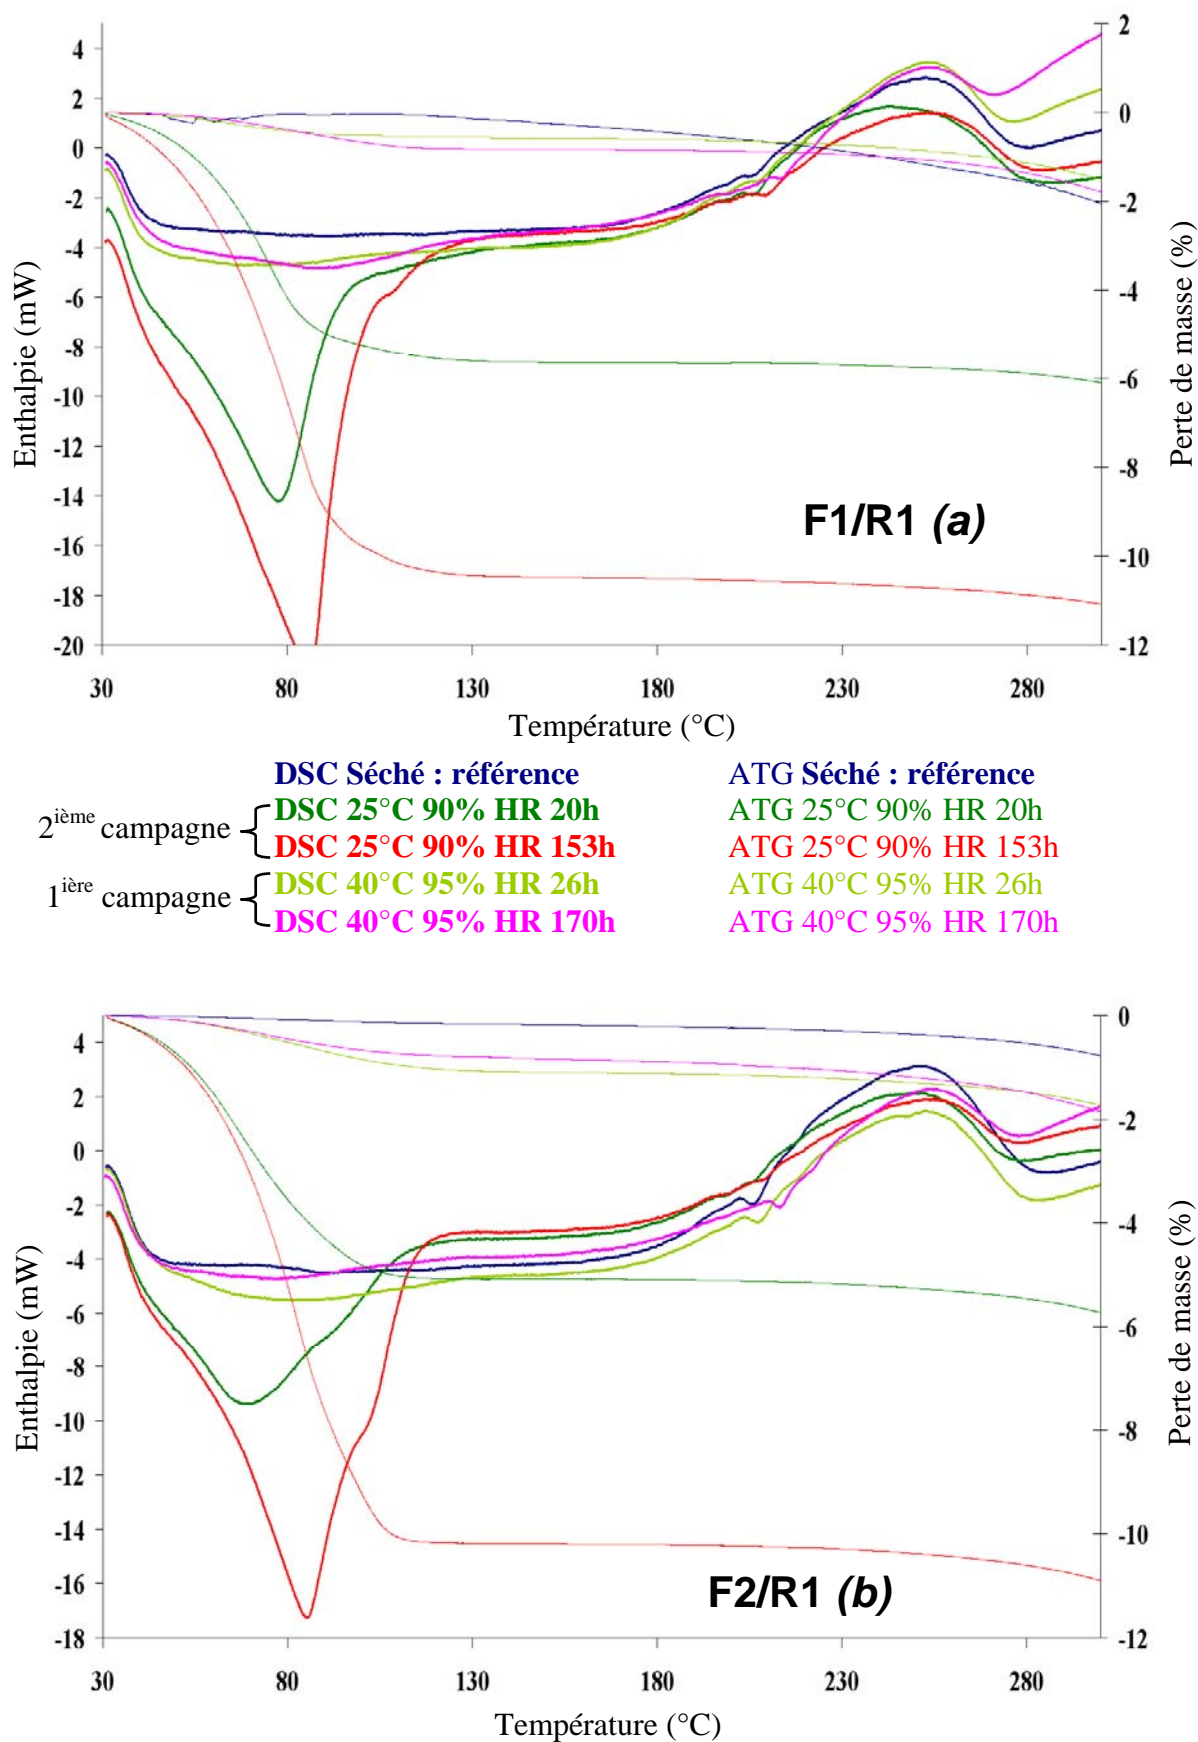 4
2
0
-2
-4
-6
-8
-10
-12
-14
-16
-18
-20
Enthalpie (mW)
2
0
-2
-4
-6
-8
-10
-12
Perte de masse (%)
F1/R1 (a)
30 80 130 180 230 280
Température (°C)
DSC Séché : référence ATG Séché : référence
2ième campagne DSC 25°C 90% HR 20h ATG 25°C 90% HR 20h
DSC 25°C 90% HR 153h ATG 25°C 90% HR 153h
1ière campagne DSC 40°C 95% HR 26h ATG 40°C 95% HR 26h
DSC 40°C 95% HR 170h ATG 40°C 95% HR 170h
4
2
0
-2
-4
-6
-8
-10
-12
-14
-16
-18
Enthalpie (mW)
0
-2
-4
-6
-8
-10
-12
Perte de masse (%)
F2/R1 (b)
30 80 130 180 230 280
Température (°C)